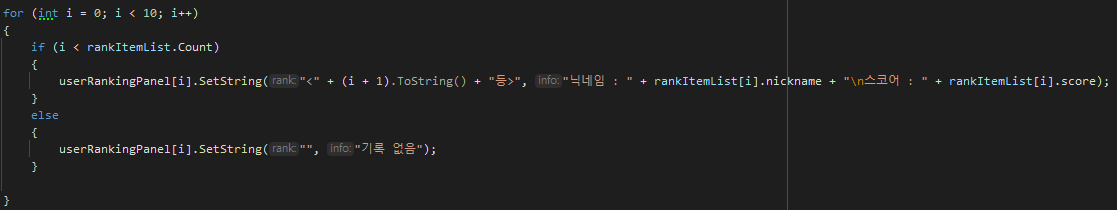 for (int i = 0; i < 10; i++)
{
if (i < rankItemList.Count)
{
userRankingPanel[i].SetString(rank:"<" + (i + 1).ToString() + "등>", info:"닉네임 : " + rankItemList[i].nickname + "\n스코어 : " + rankItemList[i].score);
}
else
{
userRankingPanel[i].SetString(rank:"", info:"기록 없음");
}
}